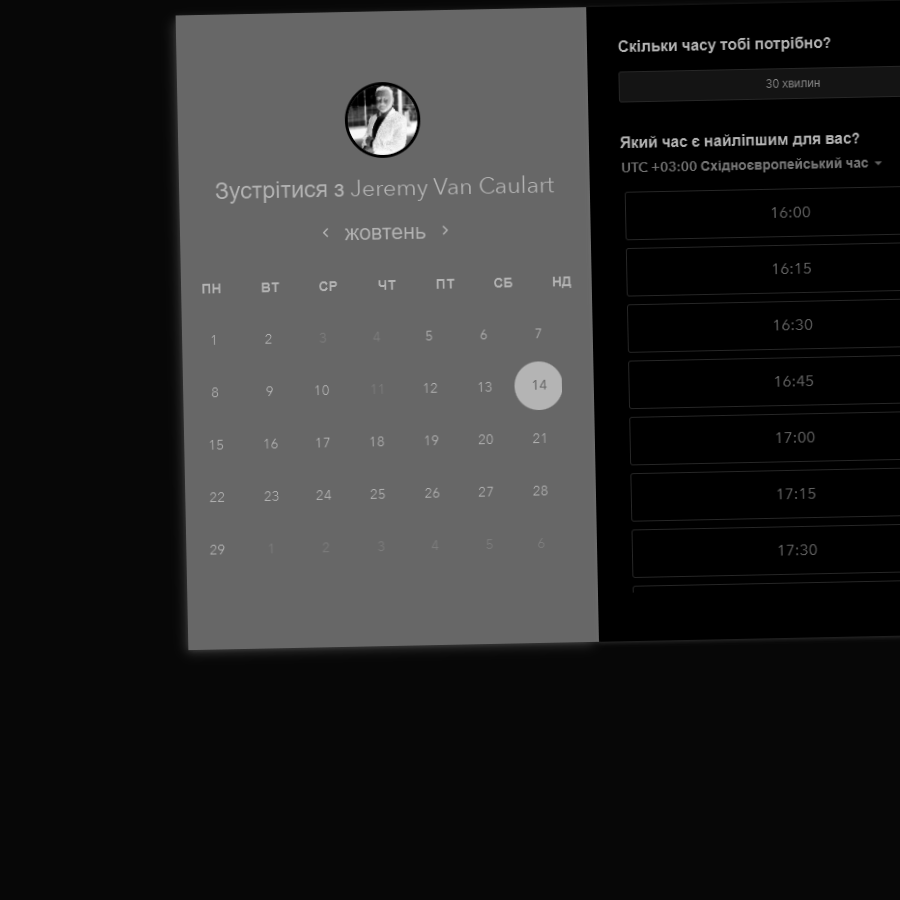 Зустрітися з Jeremy Van Caulart
жовтень
ПН ВТ СР ЧТ ПТ СБ НД
1 2 3 4 5 6 7
8 9 10 11 12 13 14
15 16 17 18 19 20 21
22 23 24 25 26 27 28
29 1 2 3 4 5 6
Скільки часу тобі потрібно?
30 хвилин
Який час є найліпшим для вас?
UTC +03:00 Східноєвропейський час
16:00
16:15
16:30
16:45
17:00
17:15
17:30